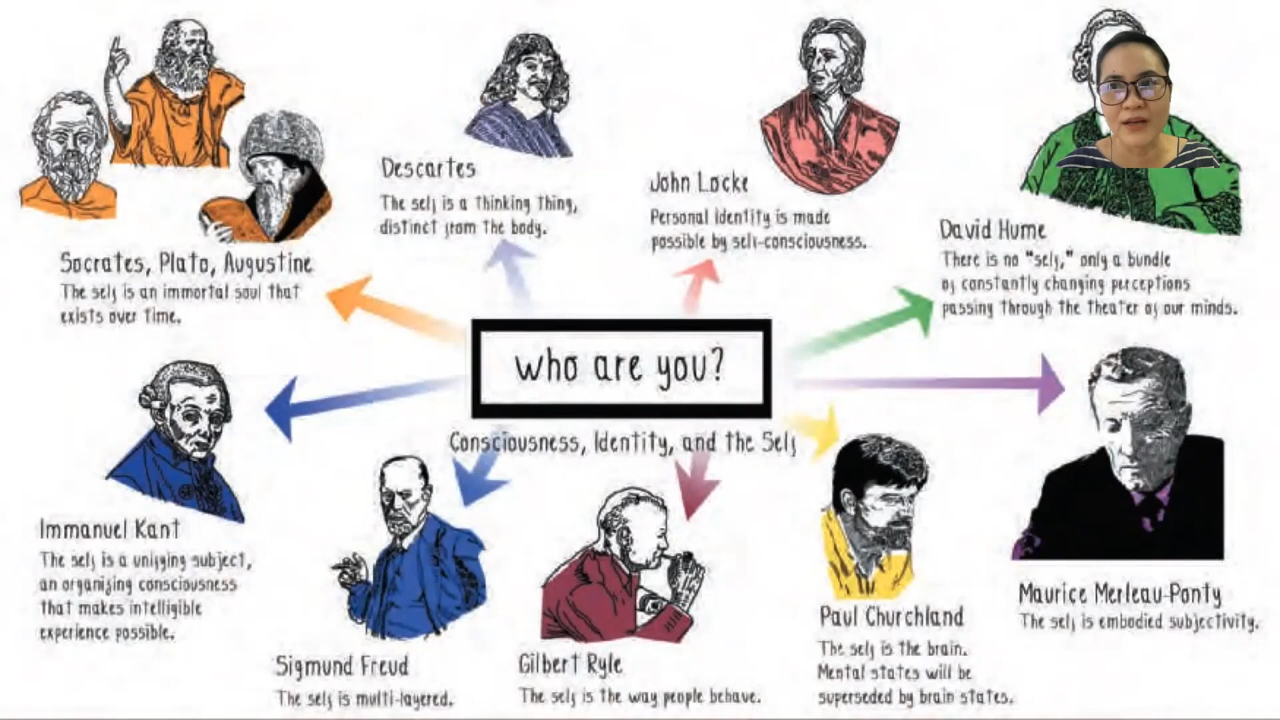 Descartes
The self is a thinking thing,
distinct from the body.
John Locke
Personal identity is made
possible by self-consciousness.
David Hume
There is no "self," only a bundle
of constantly changing perceptions
passing through the theater of our minds.
Socrates, Plato, Augustine
The self is an immortal soul that
exists over time.
who are you?
Consciousness, Identity, and the Self
Immanuel Kant
The self is a unifying subject,
an organizing consciousness
that makes intelligible
experience possible.
Sigmund Freud
The self is multi-layered.
Gilbert Ryle
The self is the way people behave.
Paul Churchland
The self is the brain.
Mental states will be
superseded by brain states.
Maurice Merleau-Ponty
The self is embodied subjectivity.